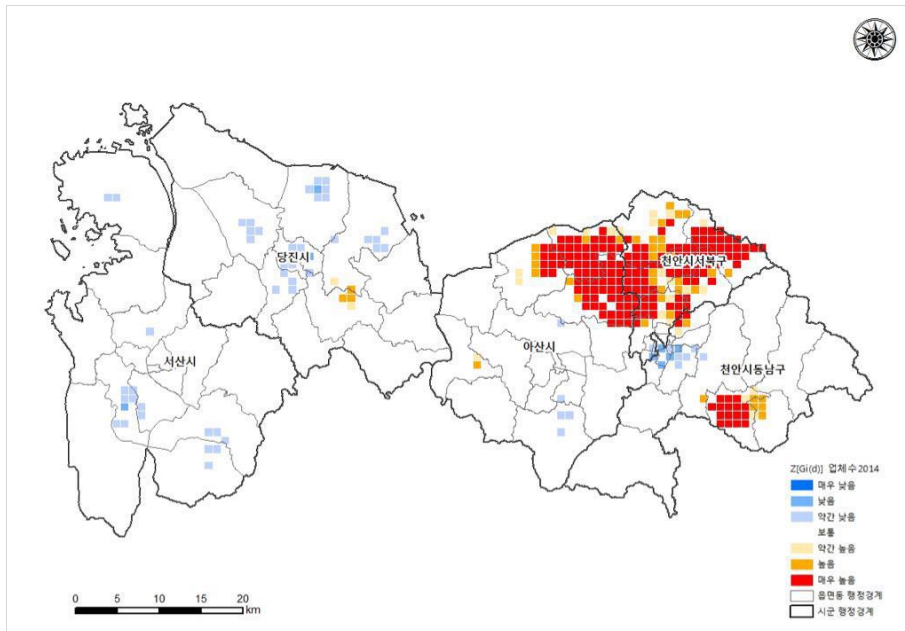 당진시
천안시서북구
서산시
아산시
천안시동남구
Z[Gi(d)] 업체수2014
매우 낮음
낮음
약간 낮음
보통
약간 높음
높음
매우 높음
읍면동 행정경계
시군 행정경계
0 5 10 15 20
km